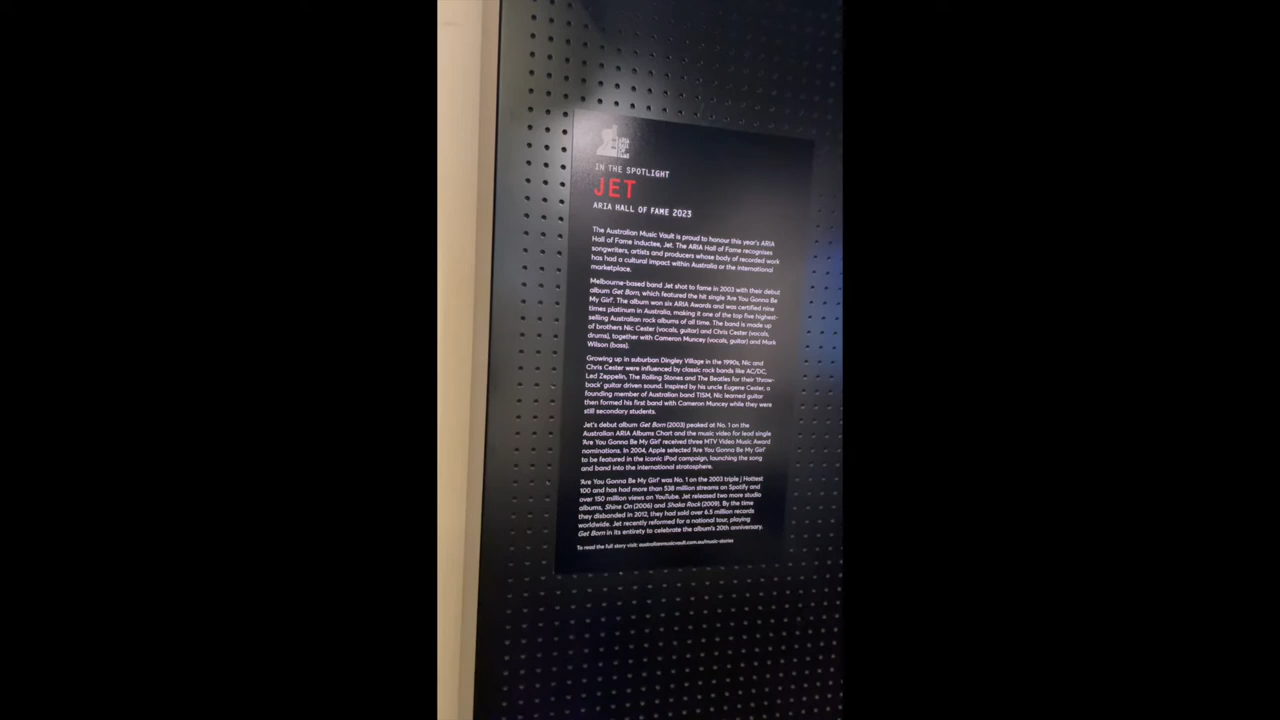 ARIA
HALL
OF
FAME
IN THE SPOTLIGHT
JET
ARIA HALL OF FAME 2023
The Australian Music Vault is proud to honour this year's ARIA
Hall of Fame inductee, Jet. The ARIA Hall of Fame recognises
songwriters, artists and producers whose body of recorded work
has had a cultural impact within Australia or the international
marketplace.
Melbourne-based band Jet shot to fame in 2003 with their debut
album Get Born, which featured the hit single 'Are You Gonna Be
My Girl'. The album won six ARIA Awards and was certified nine
times platinum in Australia, making it one of the top five highest-
selling Australian rock albums of all time. The band is made up
of brothers Nic Cester (vocals, guitar) and Chris Cester (vocals,
drums), together with Cameron Muncey (vocals, guitar) and Mark
Wilson (bass).
Growing up in suburban Dingley Village in the 1990s, Nic and
Chris Cester were influenced by classic rock bands like AC/DC,
Led Zeppelin, The Rolling Stones and The Beatles for their 'throw-
back' guitar driven sound. Inspired by his uncle Eugene Cester, a
founding member of Australian band TISM, Nic learned guitar
then formed his first band with Cameron Muncey while they were
still secondary students.
Jet's debut album Get Born (2003) peaked at No. 1 on the
Australian ARIA Albums Chart and the music video for lead single
'Are You Gonna Be My Girl' received three MTV Video Music Award
nominations. In 2004, Apple selected 'Are You Gonna Be My Girl'
to be featured in the iconic iPod campaign, launching the song
and band into the international stratosphere.
'Are You Gonna Be My Girl' was No. 1 on the 2003 triple j Hottest
100 and has had more than 538 million streams on Spotify and
over 150 million views on YouTube. Jet released two more studio
albums, Shine On (2006) and Shaka Rock (2009). By the time
they disbanded in 2012, they had sold over 6.5 million records
worldwide. Jet recently reformed for a national tour, playing
Get Born in its entirety to celebrate the album's 20th anniversary.
To read the full story visit: australianmusicvault.com.au/music-stories